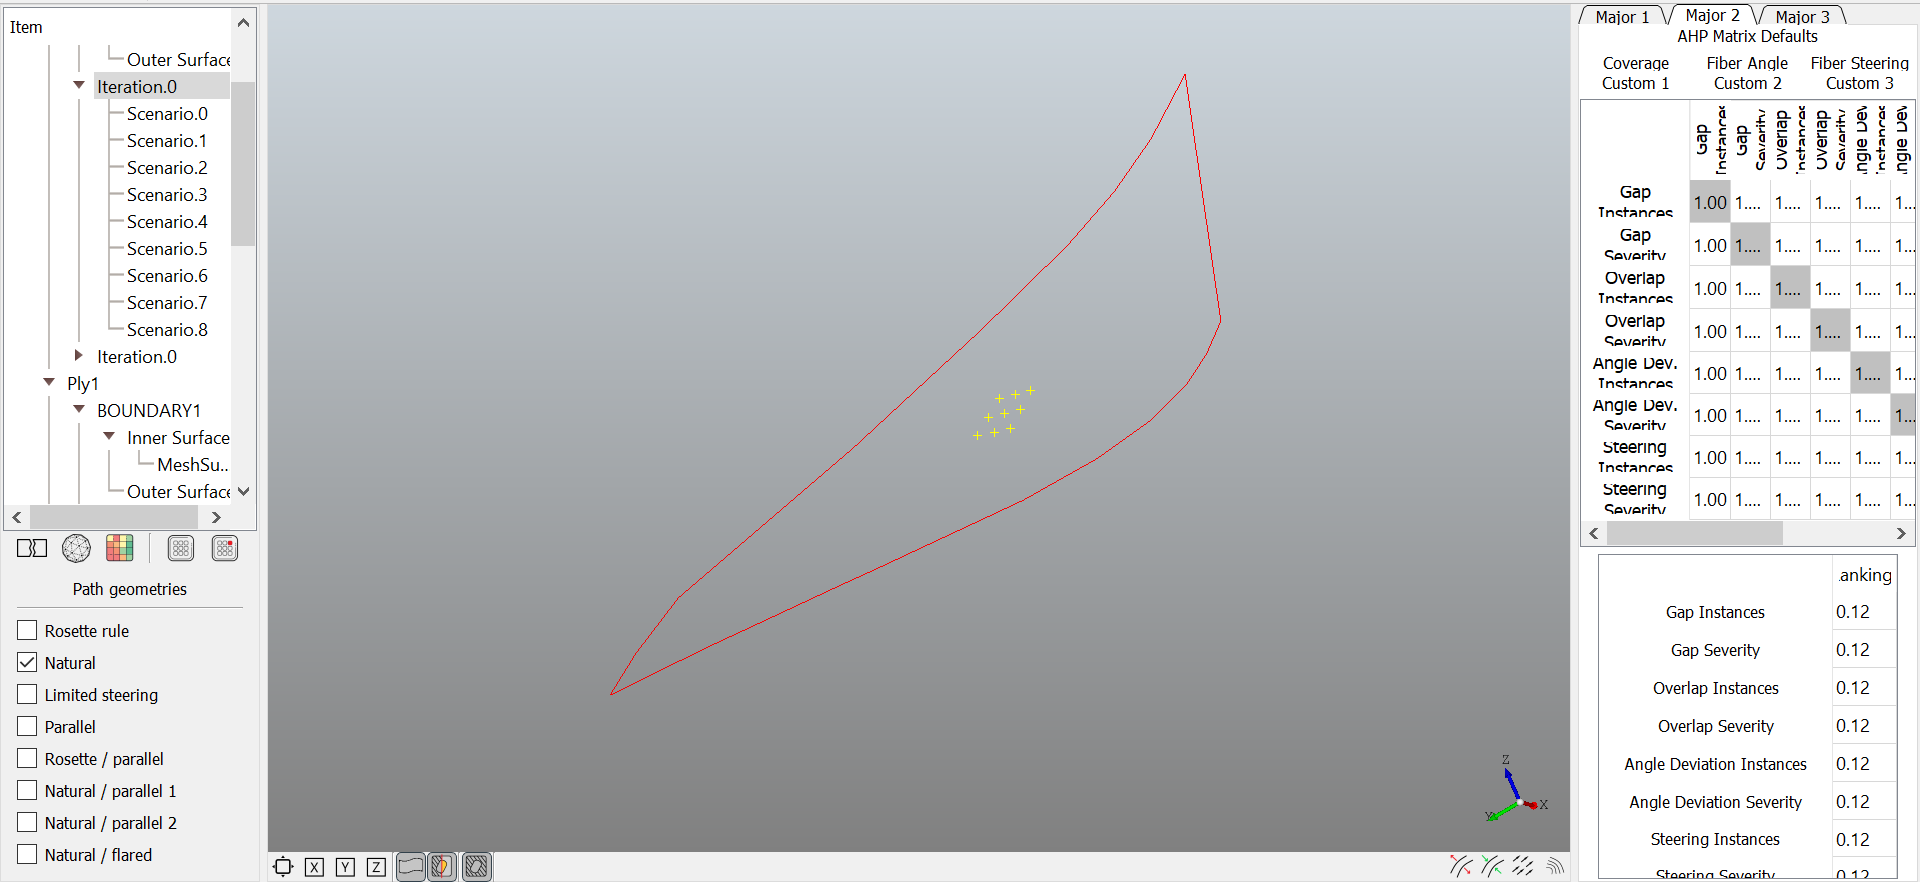 Item
Outer Surface
Iteration.0
Scenario.0
Scenario.1
Scenario.2
Scenario.3
Scenario.4
Scenario.5
Scenario.6
Scenario.7
Scenario.8
Iteration.0
Ply1
BOUNDARY1
Inner Surface
MeshSu..
Outer Surface
Path geometries
Rosette rule
Natural
Limited steering
Parallel
Rosette / parallel
Natural / parallel 1
Natural / parallel 2
Natural / flared
X Y Z
Z
X
Y
Major 1 Major 2 Major 3
AHP Matrix Defaults
Coverage Fiber Angle Fiber Steering
Custom 1 Custom 2 Custom 3
Gap Instances
Gap Severity
Overlap Instances
Overlap Severity
Angle Dev Instances
Angle Dev
Gap Instances 1.00 1.... 1.... 1.... 1.... 1...
Gap Severity 1.00 1.... 1.... 1.... 1.... 1...
Overlap Instances 1.00 1.... 1.... 1.... 1.... 1...
Overlap Severity 1.00 1.... 1.... 1.... 1.... 1...
Angle Dev. Instances 1.00 1.... 1.... 1.... 1.... 1...
Angle Dev. Severity 1.00 1.... 1.... 1.... 1.... 1...
Steering Instances 1.00 1.... 1.... 1.... 1.... 1...
Steering Severity 1.00 1.... 1.... 1.... 1.... 1...
anking
Gap Instances 0.12
Gap Severity 0.12
Overlap Instances 0.12
Overlap Severity 0.12
Angle Deviation Instances 0.12
Angle Deviation Severity 0.12
Steering Instances 0.12
Steering Severity 0.12